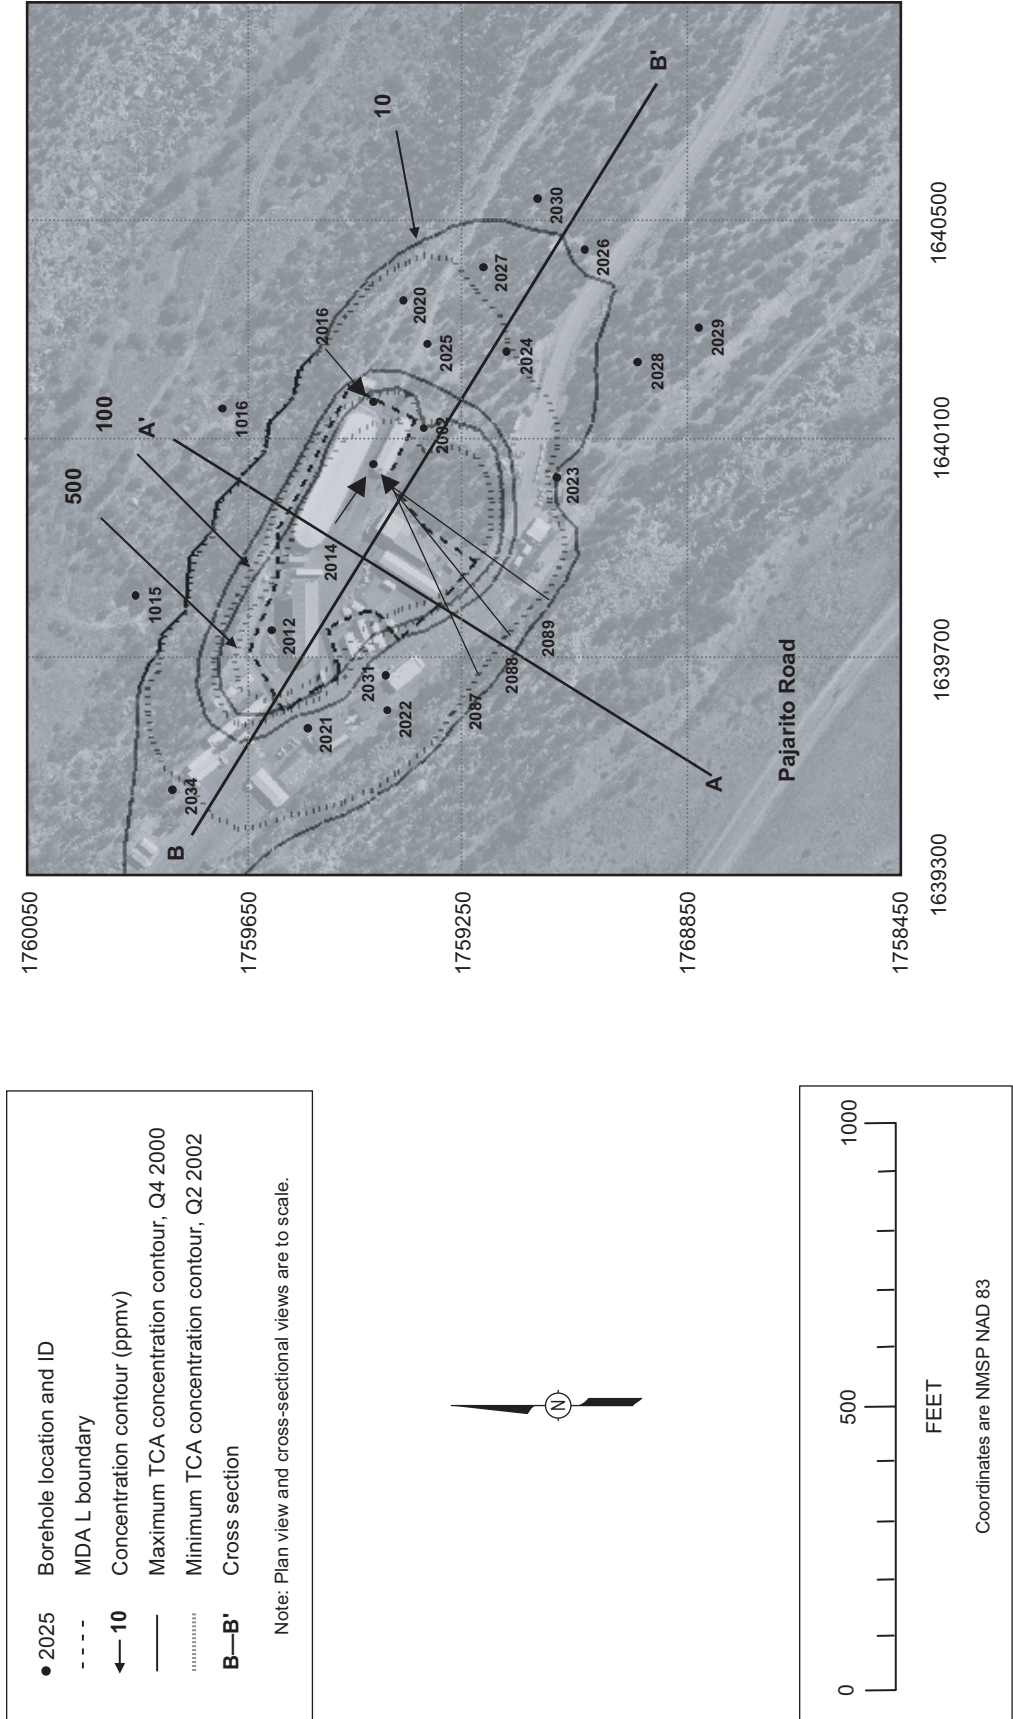 10
B'
2030
2026
2027
2020
2016
2025
2024
2029
2028
100
A'
1016
2002
2023
500
2014
1015
2012
2031
2089
2088
2087
2022
2021
2034
B
A
Pajarito Road
1760050
1759650
1759250
1768850
1758450
1639300
1639700
1640100
1640500
2025 Borehole location and ID
MDA L boundary
10 Concentration contour (ppmv)
Maximum TCA concentration contour, Q4 2000
Minimum TCA concentration contour, Q2 2002
B—B' Cross section
Note: Plan view and cross-sectional views are to scale.
N
0 500 1000
FEET
Coordinates are NMSP NAD 83